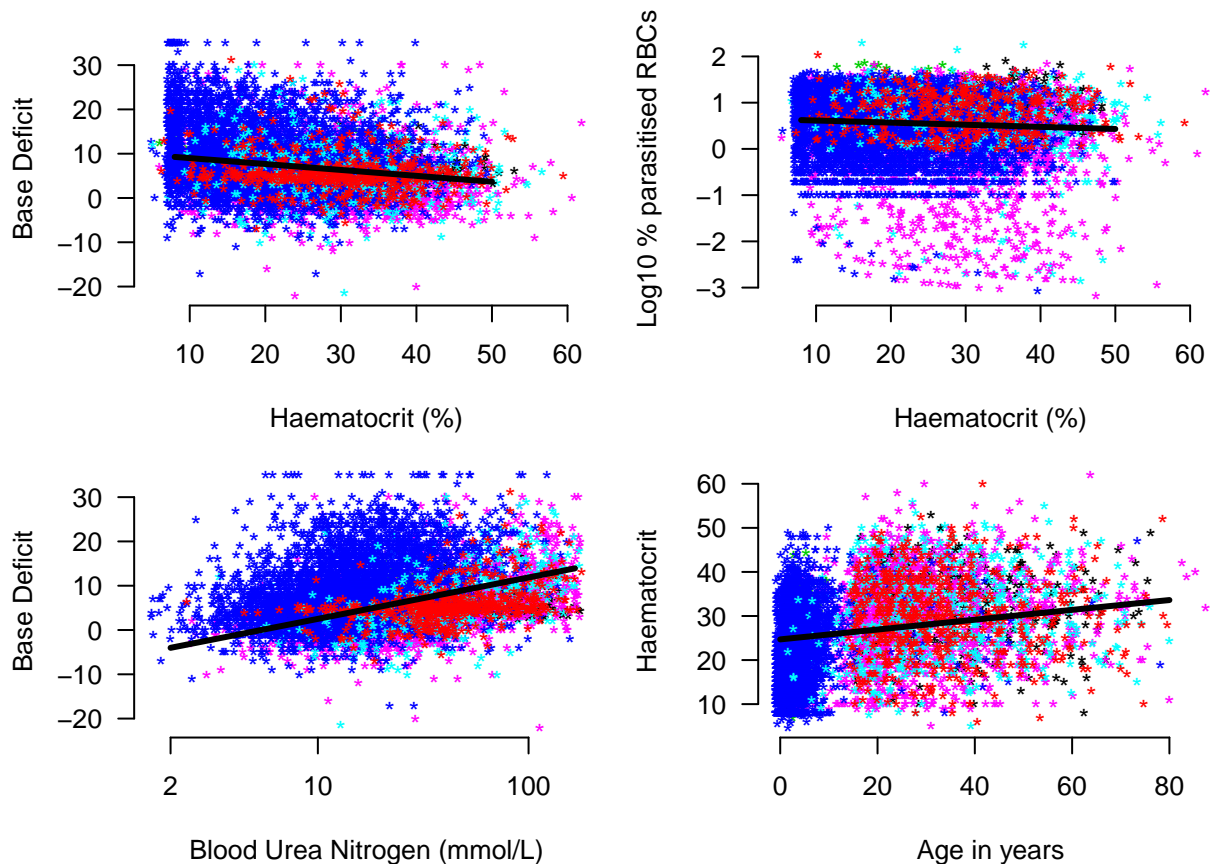 Base Deficit
30
20
10
0
−10
−20
10 20 30 40 50 60
Haematocrit (%)
Log10 % parasitised RBCs
2
1
0
−1
−2
−3
10 20 30 40 50 60
Haematocrit (%)
Base Deficit
30
20
10
0
−10
−20
2 10 100
Blood Urea Nitrogen (mmol/L)
Haematocrit
60
50
40
30
20
10
0 20 40 60 80
Age in years